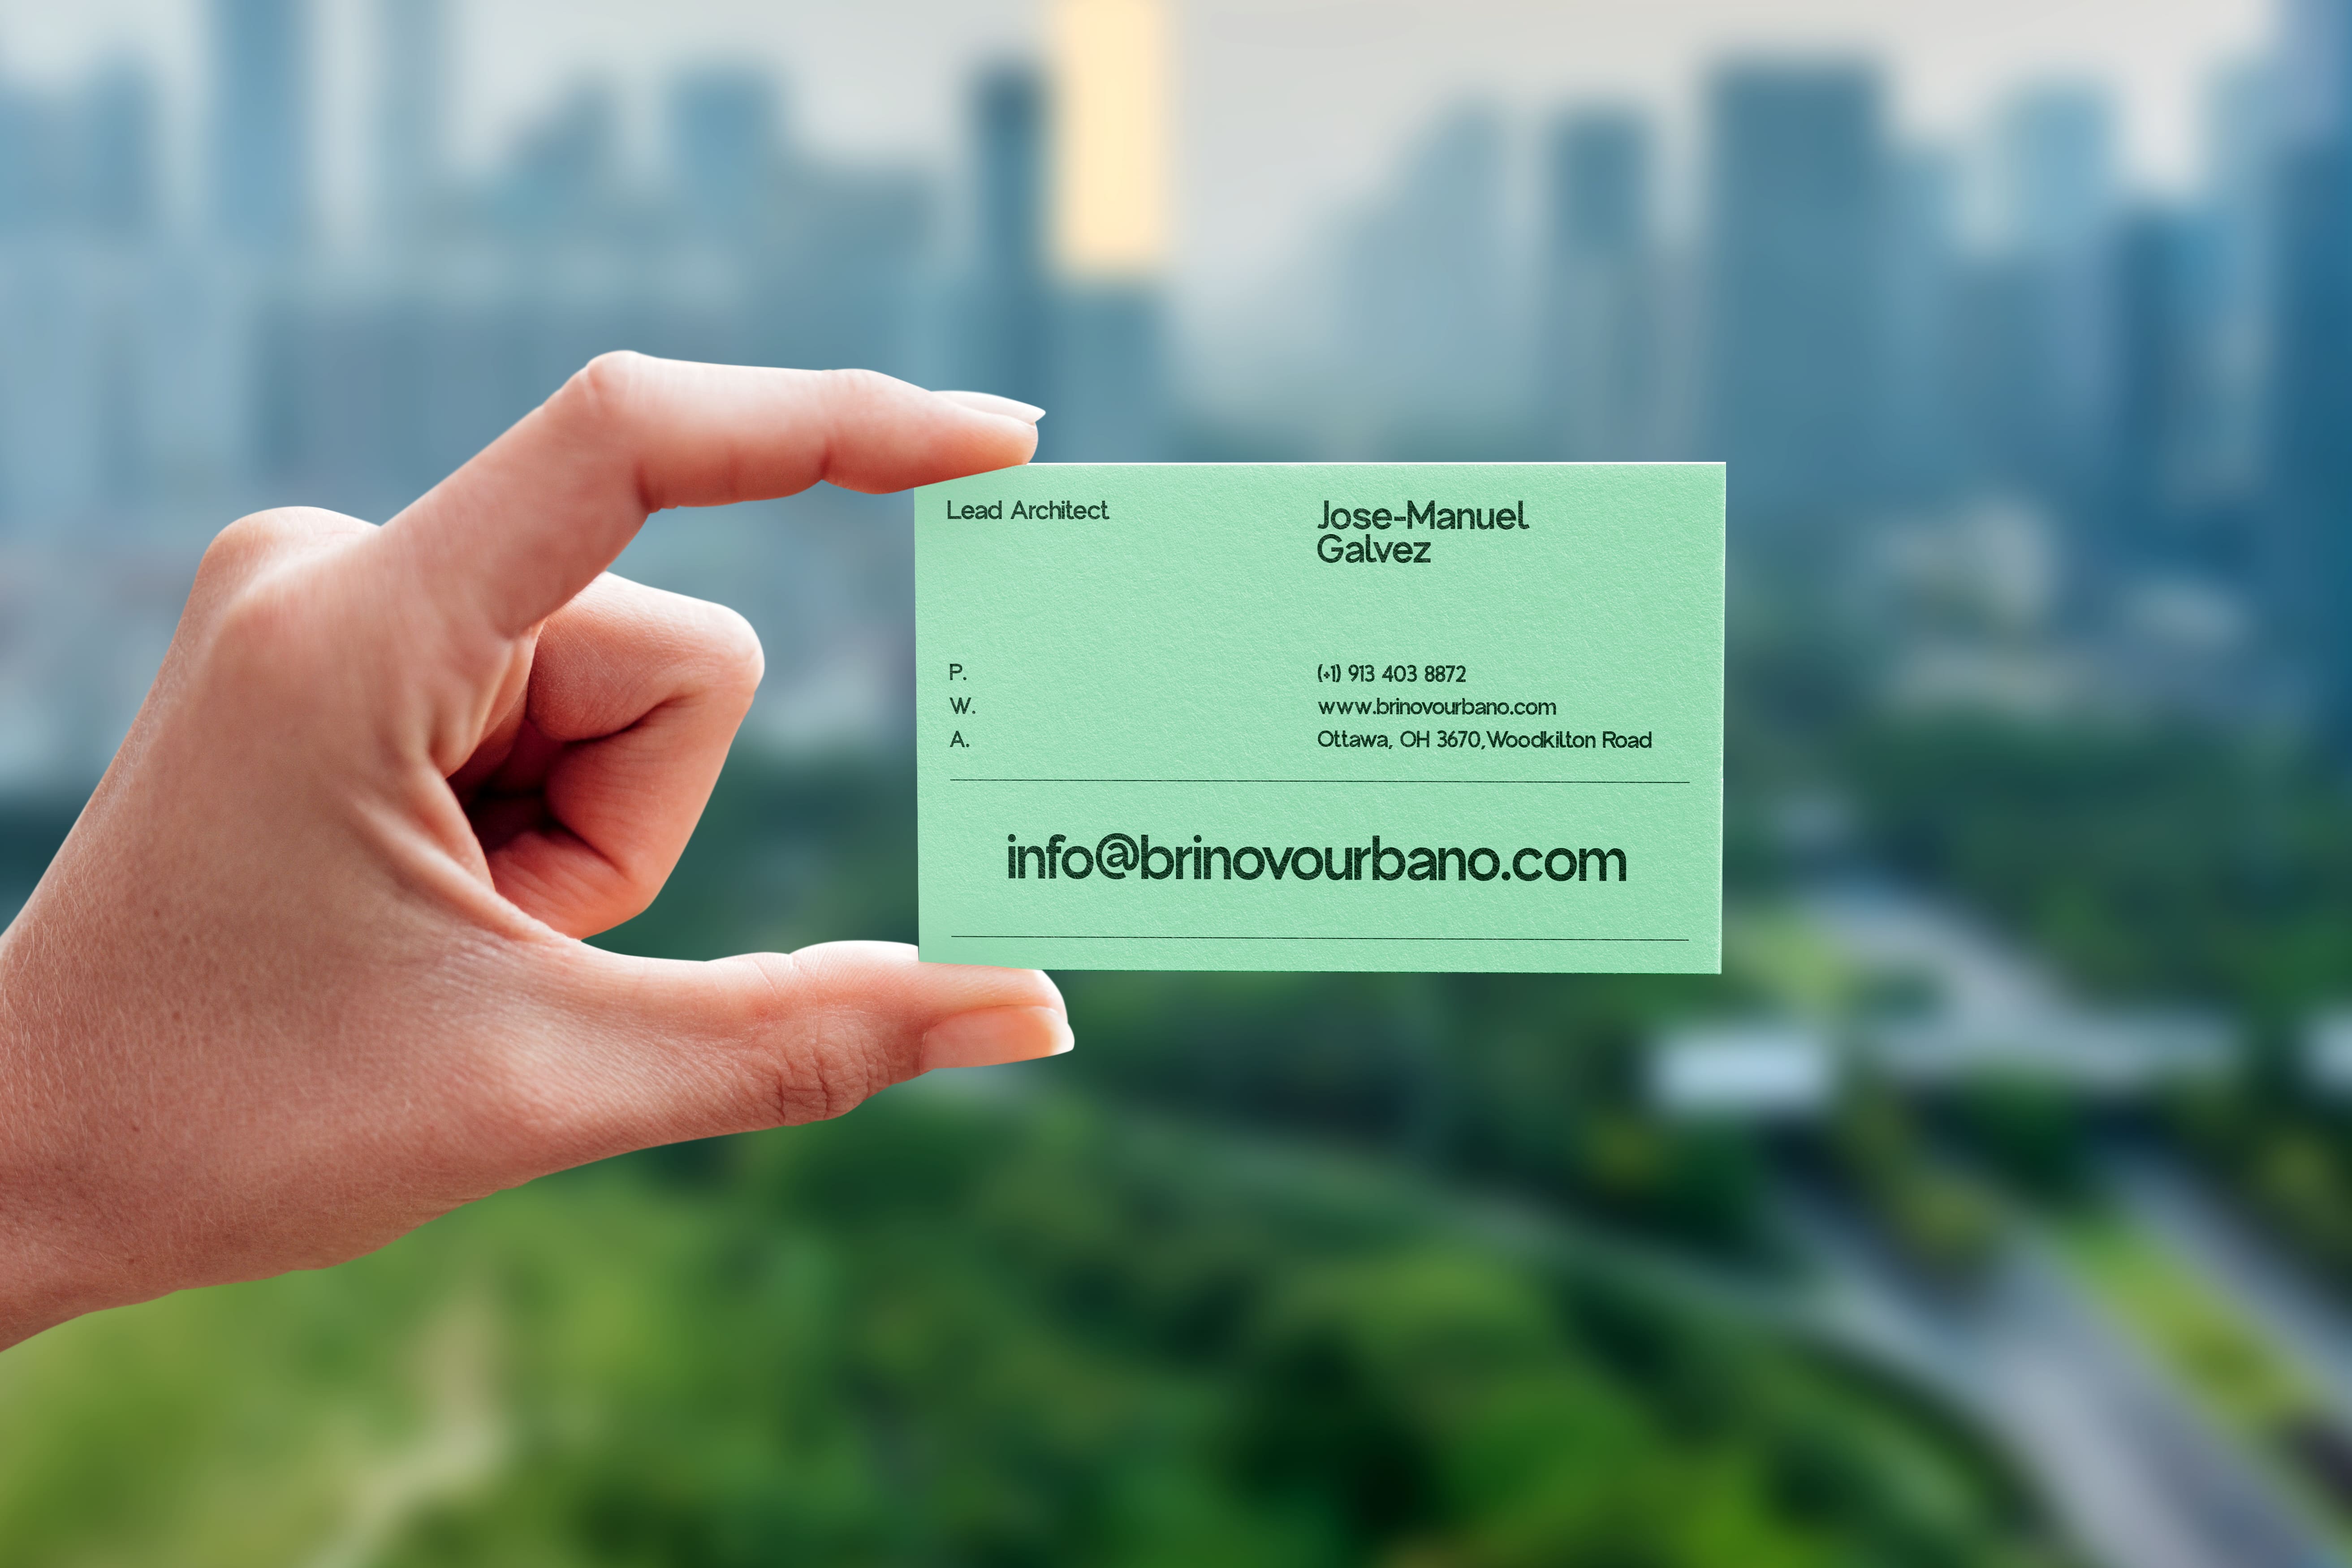 Lead Architect
Jose-Manuel
Galvez
P. (+1) 913 403 8872
W. www.brinovourbano.com
A. Ottawa, OH 3670,Woodkilton Road
info@brinovourbano.com